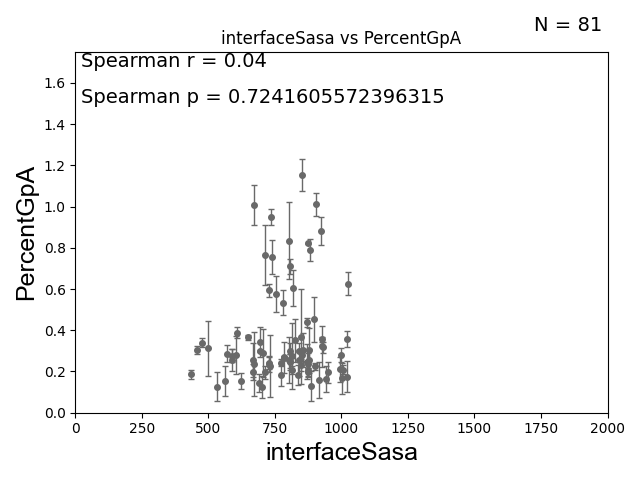 N = 81
interfaceSasa vs PercentGpA
Spearman r = 0.04
Spearman p = 0.7241605572396315
PercentGpA
1.6
1.4
1.2
1.0
0.8
0.6
0.4
0.2
0.0
0 250 500 750 1000 1250 1500 1750 2000
interfaceSasa